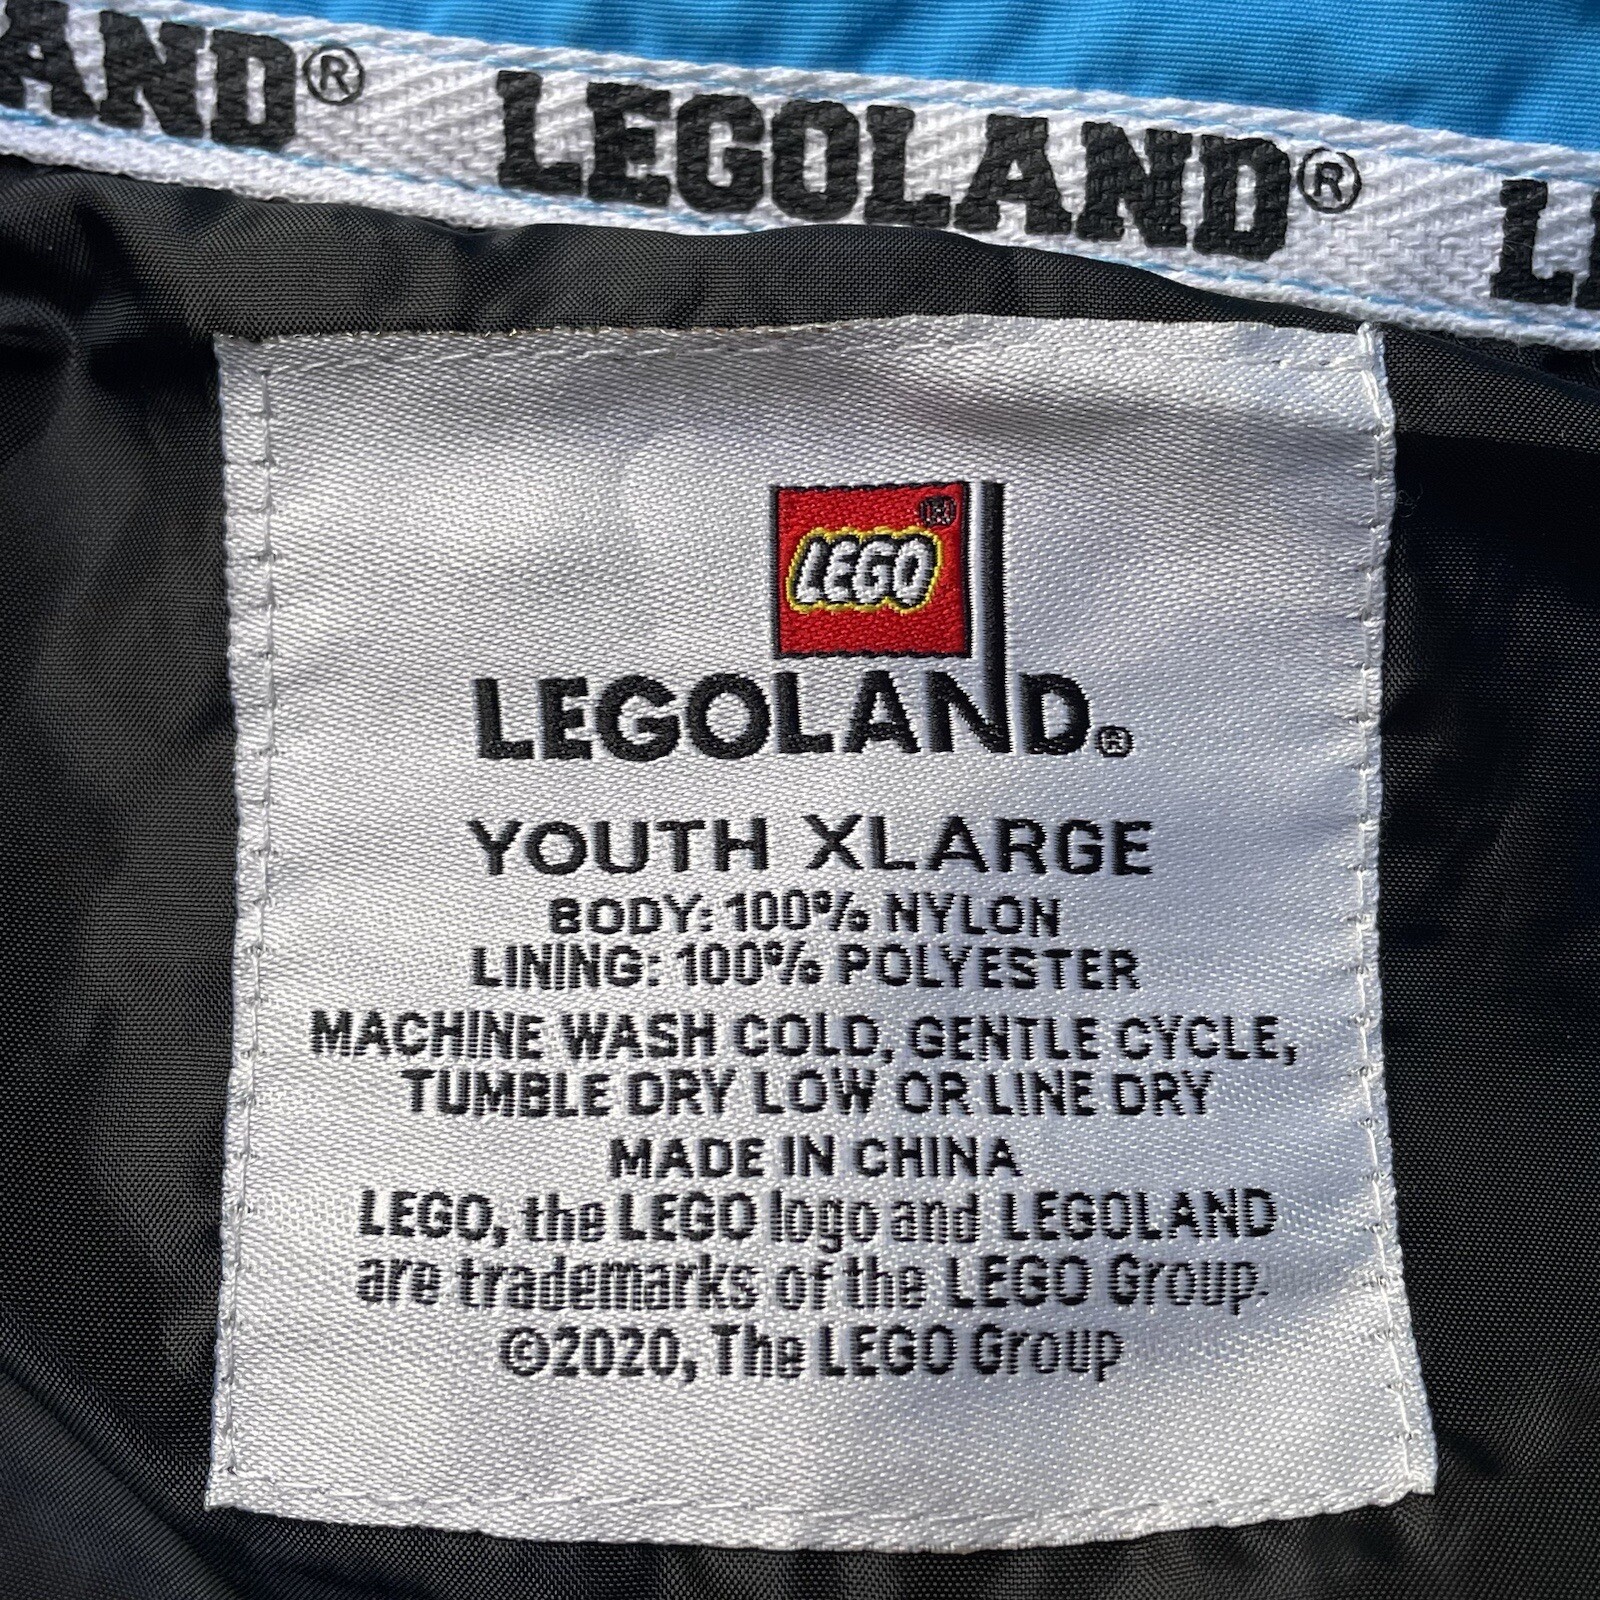 AND® LEGOLAND® L
LEGO®
LEGOLAND®
YOUTH XLARGE
BODY: 100% NYLON
LINING: 100% POLYESTER
MACHINE WASH COLD, GENTLE CYCLE,
TUMBLE DRY LOW OR LINE DRY
MADE IN CHINA
LEGO, the LEGO logo and LEGOLAND
are trademarks of the LEGO Group.
©2020, The LEGO Group